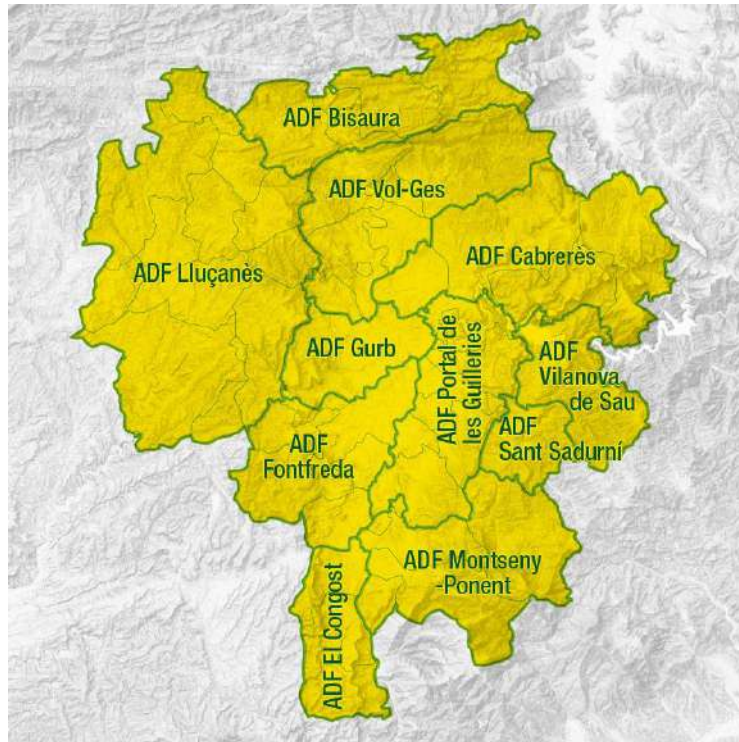 ADF Bisaura
ADF Vol-Ges
ADF Cabrerès
ADF Lluçanès
ADF Gurb
ADF Portal de
les Guilleries
ADF
Vilanova
de Sau
ADF
Sant Sadurní
ADF
Fontfreda
ADF Montseny
-Ponent
ADF El Congost